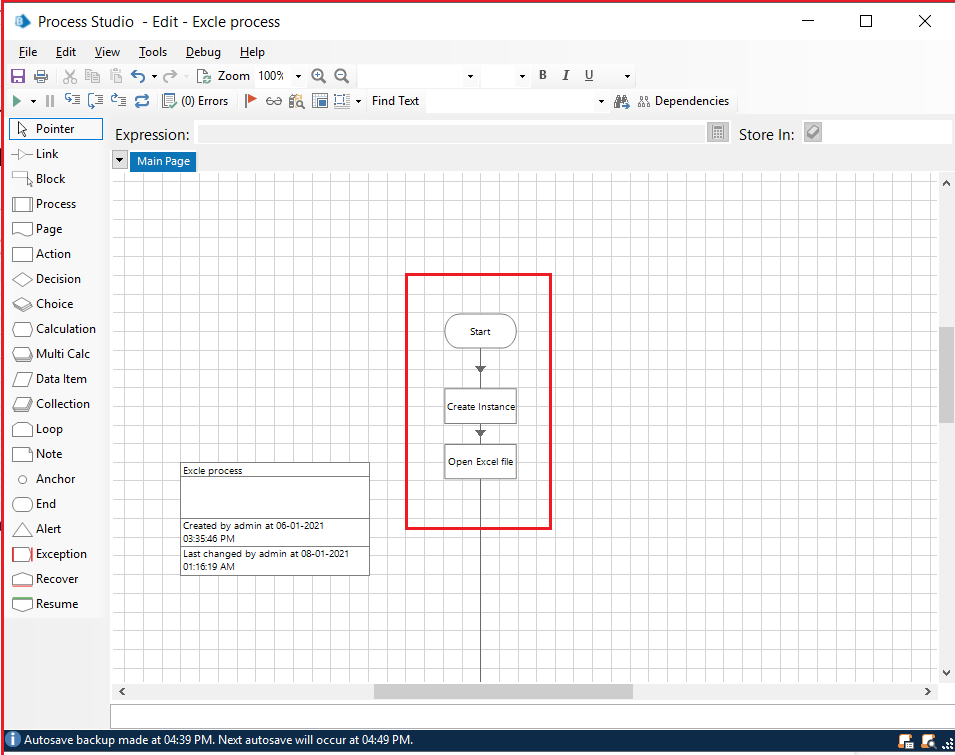 Process Studio - Edit - Excle process
File Edit View Tools Debug Help
Zoom 100% B I U
(0) Errors Find Text Dependencies
Pointer
Link
Block
Process
Page
Action
Decision
Choice
Calculation
Multi Calc
Data Item
Collection
Loop
Note
Anchor
End
Alert
Exception
Recover
Resume
Expression: Store In:
Main Page
Start
Create Instance
Open Excel file
Excle process
Created by admin at 06-01-2021
03:35:46 PM
Last changed by admin at 08-01-2021
01:16:19 AM
Autosave backup made at 04:39 PM. Next autosave will occur at 04:49 PM.